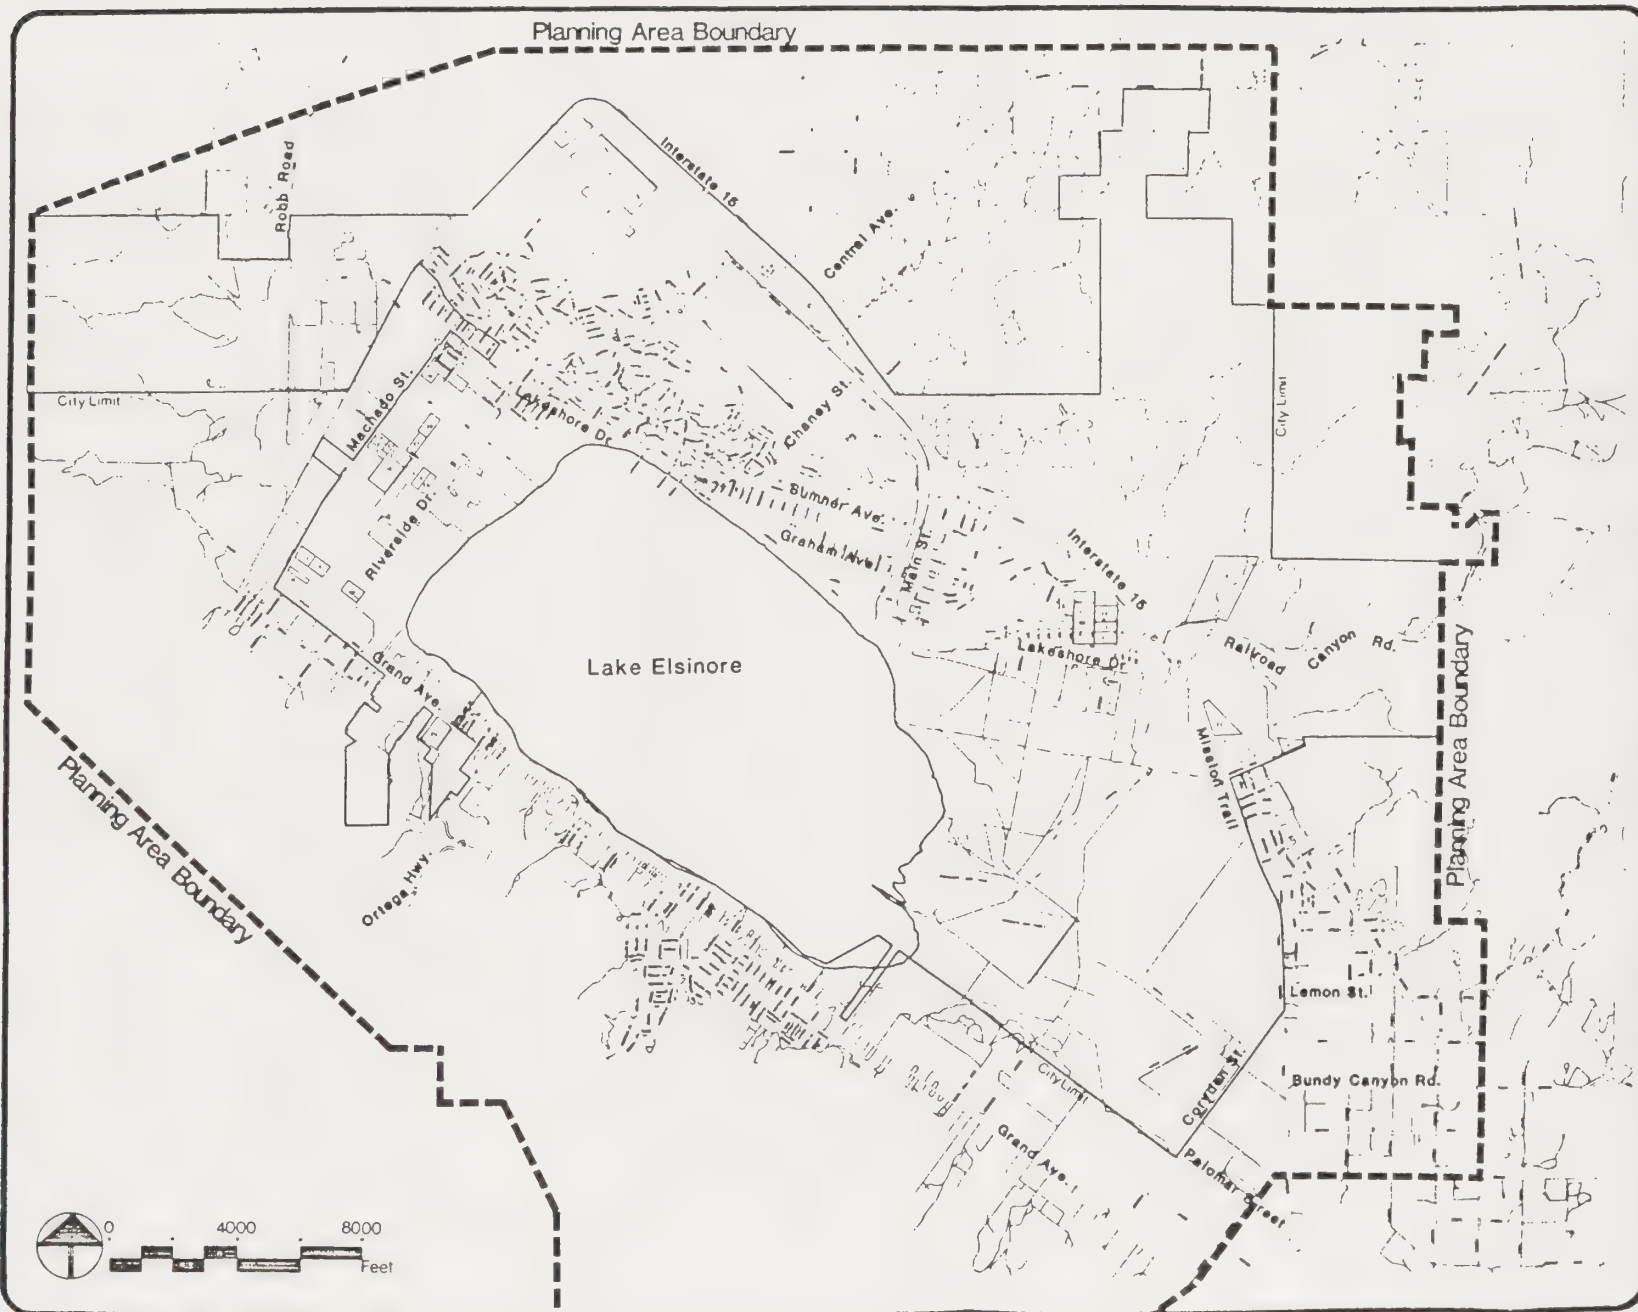 Planning Area Boundary
Robb Road
Interstate 15
Central Ave.
City Limit
Machado St.
Lakeshore Dr.
Chaney St.
City Limit
Riverside Dr.
Sumner Ave.
Graham Ave.
Main St.
Interstate 15
Lake Elsinore
Lakeshore Dr.
Railroad Canyon Rd.
Grand Ave.
Mission Trail
Planning Area Boundary
Planning Area Boundary
Ortega Hwy.
Lemon St.
City Limit
Corydon St.
Bundy Canyon Rd.
Grand Ave.
Palomar Street
0 4000 8000
Feet